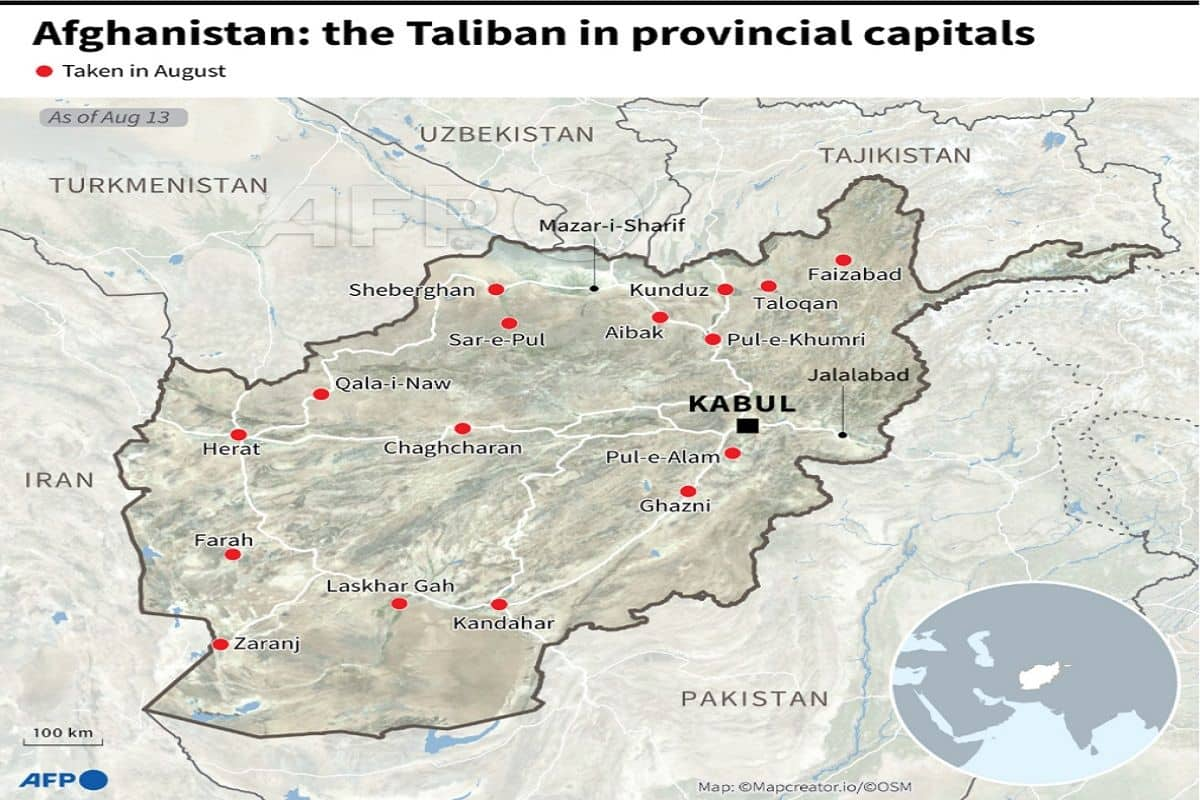 Afghanistan: the Taliban in provincial capitals
Taken in August
As of Aug 13
UZBEKISTAN
TAJIKISTAN
TURKMENISTAN
AFP
Mazar-i-Sharif
Faizabad
Sheberghan
Kunduz
Taloqan
Sar-e-Pul
Aibak
Pul-e-Khumri
Qala-i-Naw
Jalalabad
KABUL
Herat
Chaghcharan
Pul-e-Alam
IRAN
Ghazni
Farah
Laskhar Gah
Kandahar
Zaranj
PAKISTAN
100 km
AFP
Map: ©Mapcreator.io/©OSM